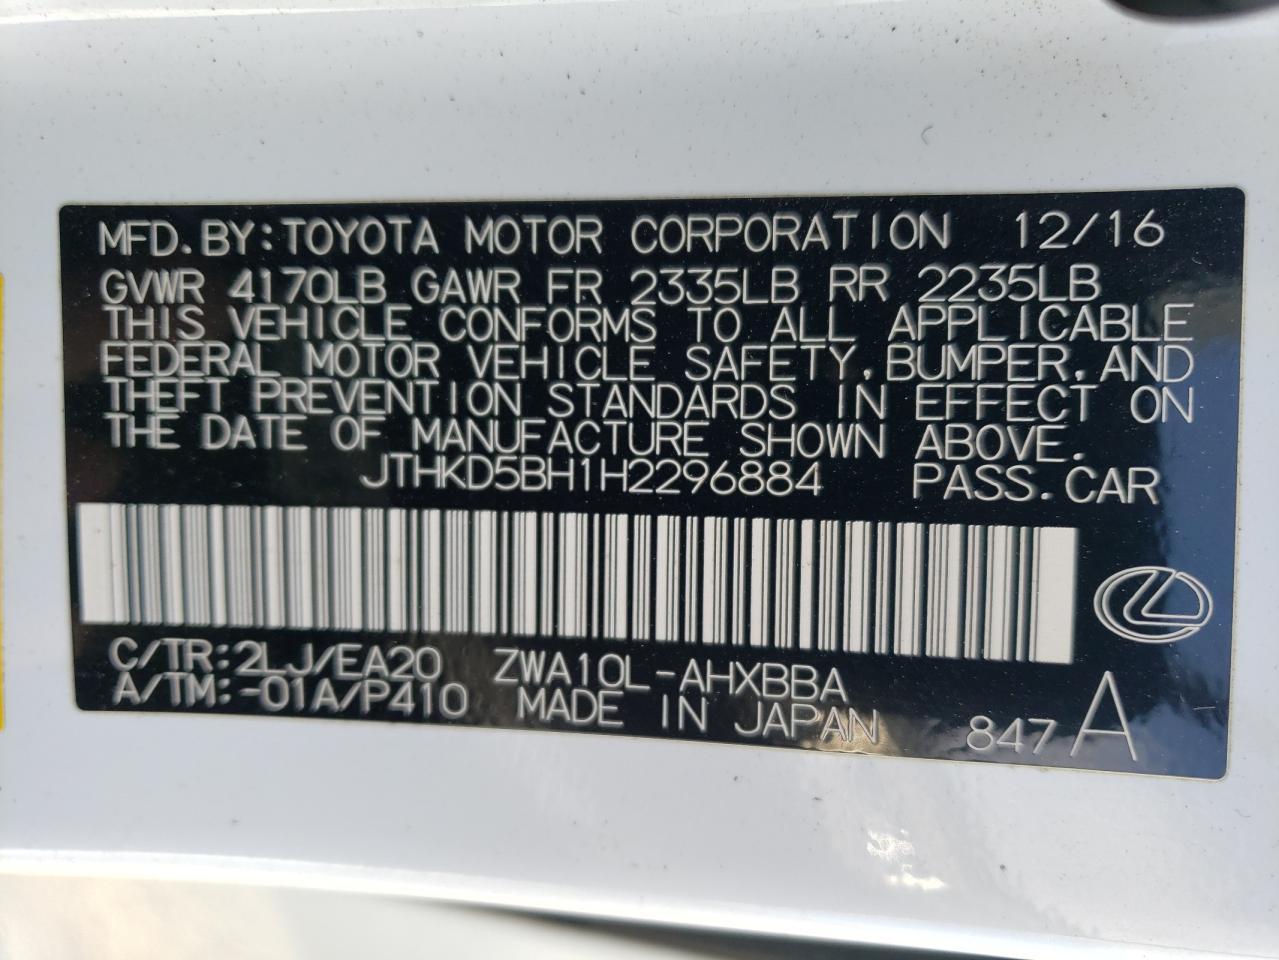 MFD. BY: TOYOTA MOTOR CORPORATION 12/16
GVWR 4170LB GAWR FR 2335LB RR 2235LB
THIS VEHICLE CONFORMS TO ALL APPLICABLE
FEDERAL MOTOR VEHICLE SAFETY, BUMPER, AND
THEFT PREVENTION STANDARDS IN EFFECT ON
THE DATE OF MANUFACTURE SHOWN ABOVE.
JTHKD5BH1H2296884 PASS. CAR
C/TR: 2LJ/EA20 ZWA10L-AHXBBA
A/TM: -01A/P410 MADE IN JAPAN 847 A